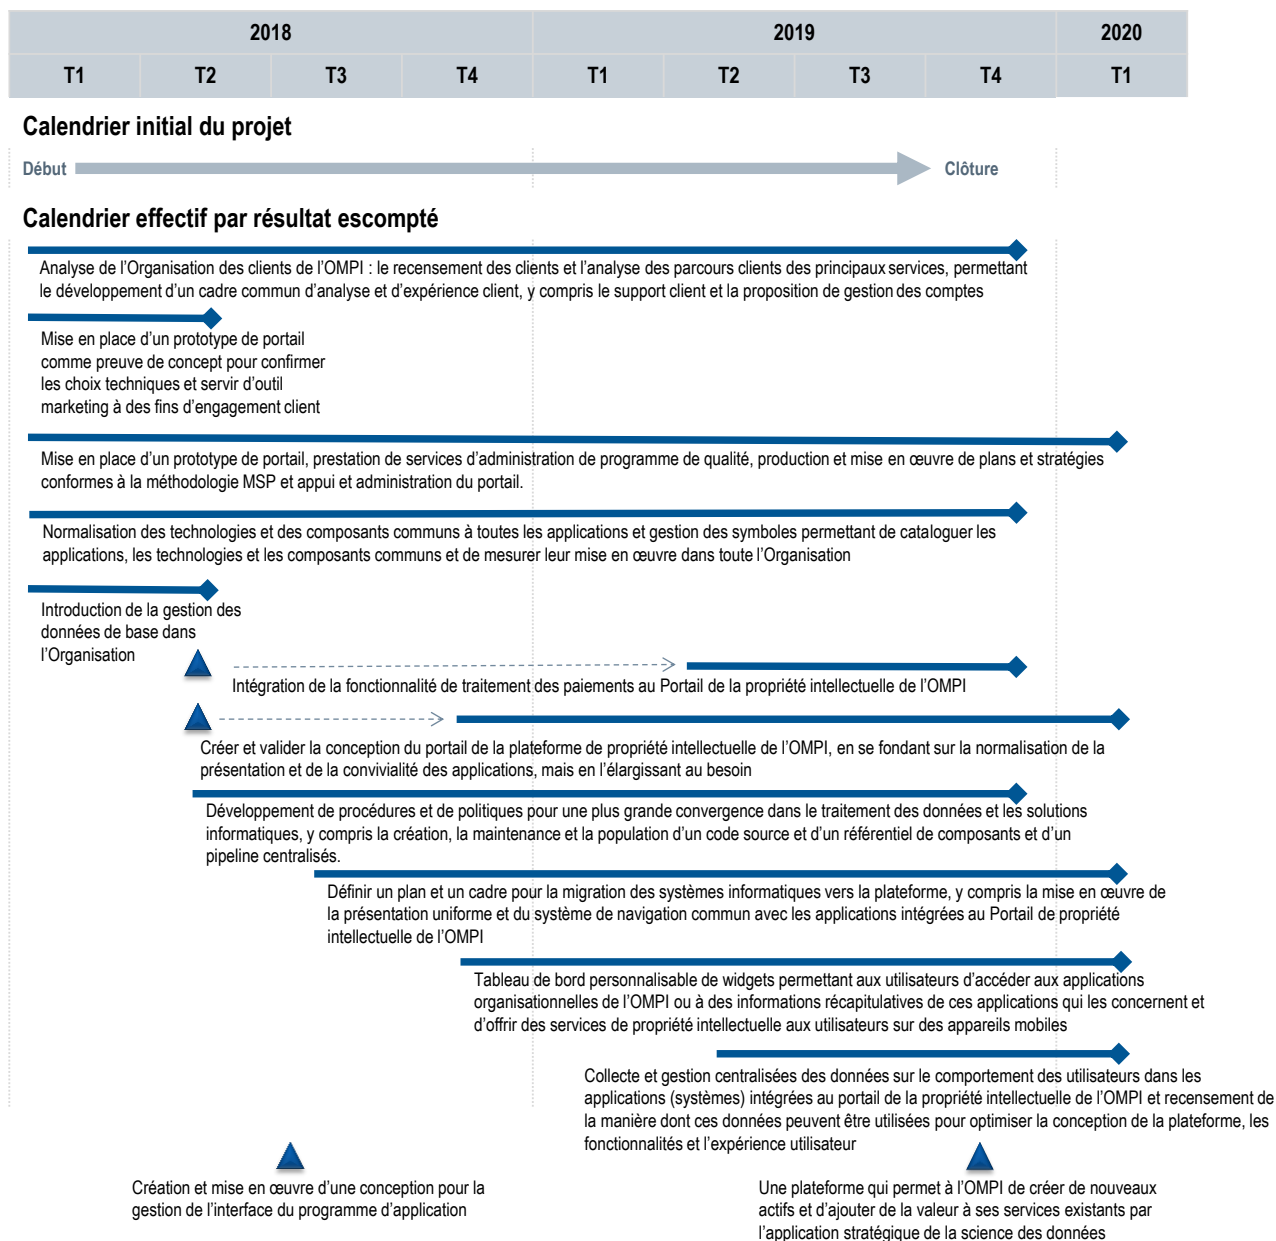 2018 2019 2020
T1 T2 T3 T4 T1 T2 T3 T4 T1
Calendrier initial du projet
Début Clôture
Calendrier effectif par résultat escompté
Analyse de l’Organisation des clients de l’OMPI : le recensement des clients et l’analyse des parcours clients des principaux services, permettant
le développement d’un cadre commun d’analyse et d’expérience client, y compris le support client et la proposition de gestion des comptes
Mise en place d’un prototype de portail
comme preuve de concept pour confirmer
les choix techniques et servir d’outil
marketing à des fins d’engagement client
Mise en place d’un prototype de portail, prestation de services d’administration de programme de qualité, production et mise en œuvre de plans et stratégies
conformes à la méthodologie MSP et appui et administration du portail.
Normalisation des technologies et des composants communs à toutes les applications et gestion des symboles permettant de cataloguer les
applications, les technologies et les composants communs et de mesurer leur mise en œuvre dans toute l’Organisation
Introduction de la gestion des
données de base dans
l’Organisation
Intégration de la fonctionnalité de traitement des paiements au Portail de la propriété intellectuelle de l’OMPI
Créer et valider la conception du portail de la plateforme de propriété intellectuelle de l’OMPI, en se fondant sur la normalisation de la
présentation et de la convivialité des applications, mais en l’élargissant au besoin
Développement de procédures et de politiques pour une plus grande convergence dans le traitement des données et les solutions
informatiques, y compris la création, la maintenance et la population d’un code source et d’un référentiel de composants et d’un
pipeline centralisés.
Définir un plan et un cadre pour la migration des systèmes informatiques vers la plateforme, y compris la mise en œuvre de
la présentation uniforme et du système de navigation commun avec les applications intégrées au Portail de propriété
intellectuelle de l’OMPI
Tableau de bord personnalisable de widgets permettant aux utilisateurs d’accéder aux applications
organisationnelles de l’OMPI ou à des informations récapitulatives de ces applications qui les concernent et
d’offrir des services de propriété intellectuelle aux utilisateurs sur des appareils mobiles
Collecte et gestion centralisées des données sur le comportement des utilisateurs dans les
applications (systèmes) intégrées au portail de la propriété intellectuelle de l’OMPI et recensement de
la manière dont ces données peuvent être utilisées pour optimiser la conception de la plateforme, les
fonctionnalités et l’expérience utilisateur
Création et mise en œuvre d’une conception pour la
gestion de l’interface du programme d’application
Une plateforme qui permet à l’OMPI de créer de nouveaux
actifs et d’ajouter de la valeur à ses services existants par
l’application stratégique de la science des données